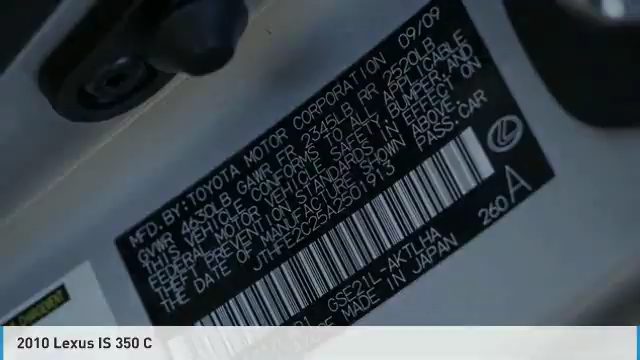 MFD. BY: TOYOTA MOTOR CORPORATION 09/09
GVWR 4630LB GAWR FR 2345LB RR 2520LB
THIS VEHICLE CONFORMS TO ALL APPLICABLE
FEDERAL MOTOR VEHICLE SAFETY, BUMPER, AND
THEFT PREVENTION STANDARDS IN EFFECT ON
THE DATE OF MANUFACTURE SHOWN ABOVE.
JTHFE2C25A2501913 PASS. CAR
260 A
GSE21L-AKTLHA
MADE IN JAPAN
2010 Lexus IS 350 C